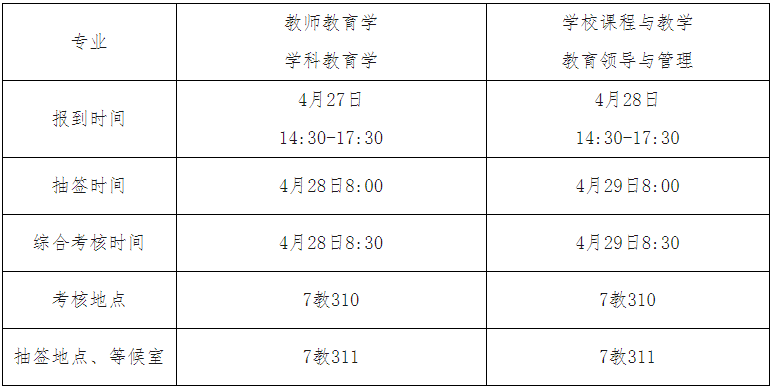 专业
教师教育学
学科教育学
学校课程与教学
教育领导与管理
报到时间
4月27日
14:30-17:30
4月28日
14:30-17:30
抽签时间
4月28日8:00
4月29日8:00
综合考核时间
4月28日8:30
4月29日8:30
考核地点
7教310
7教310
抽签地点、等候室
7教311
7教311